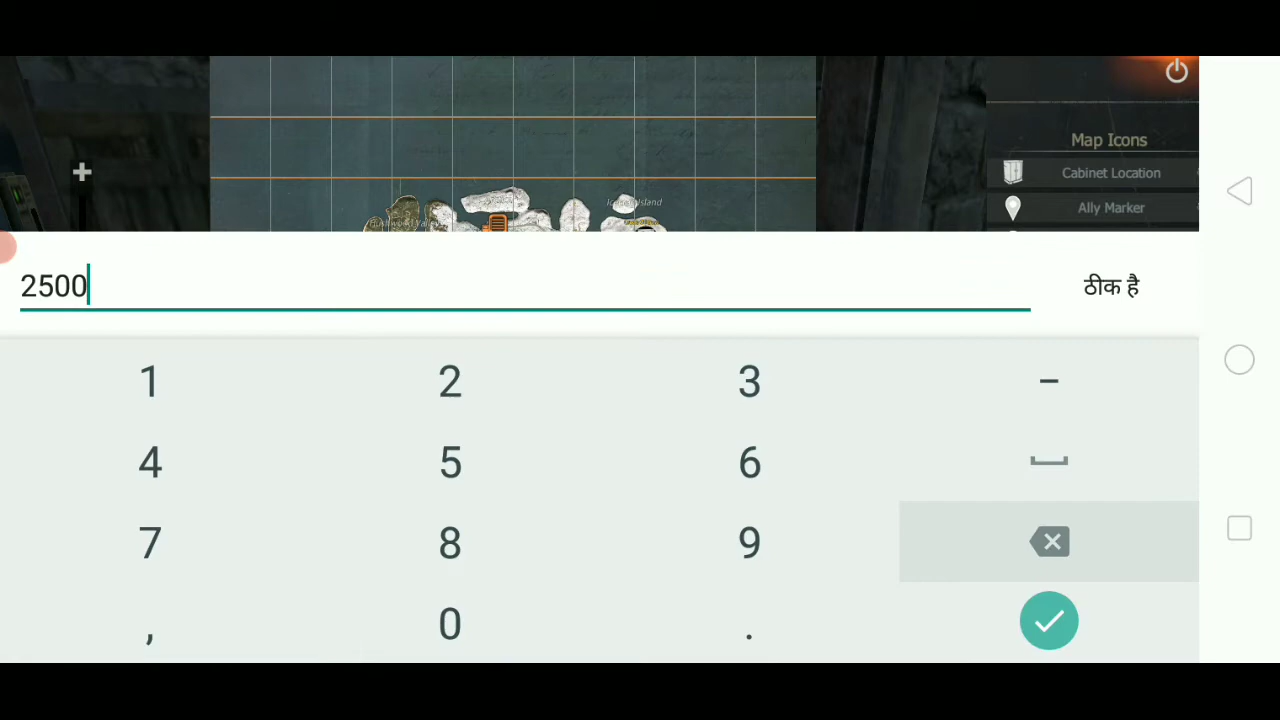 Map Icons
Cabinet Location
Ally Marker
2500
ठीक है
1 2 3 -
4 5 6
7 8 9
, 0 .